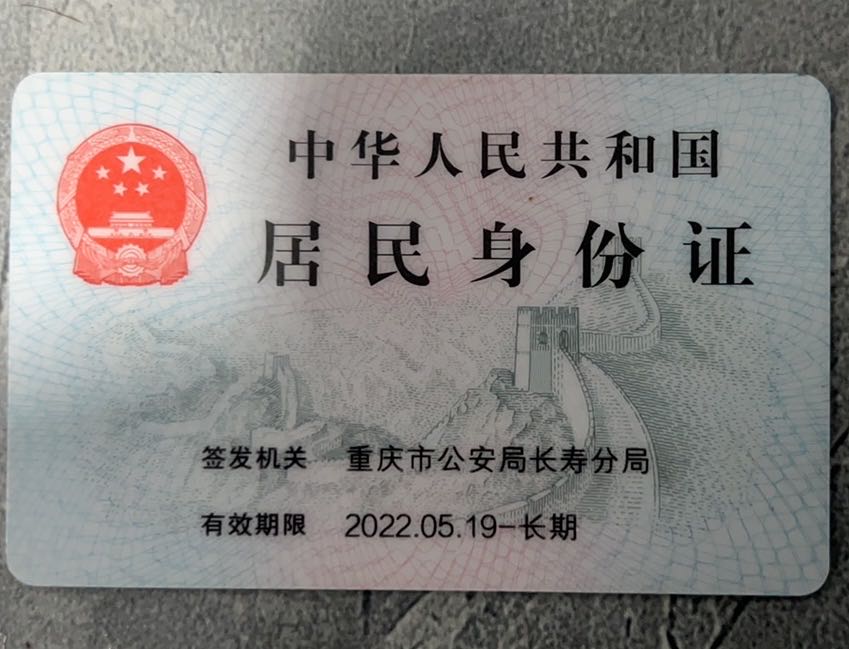 中华人民共和国
居民身份证
签发机关 重庆市公安局长寿分局
有效期限 2022.05.19-长期